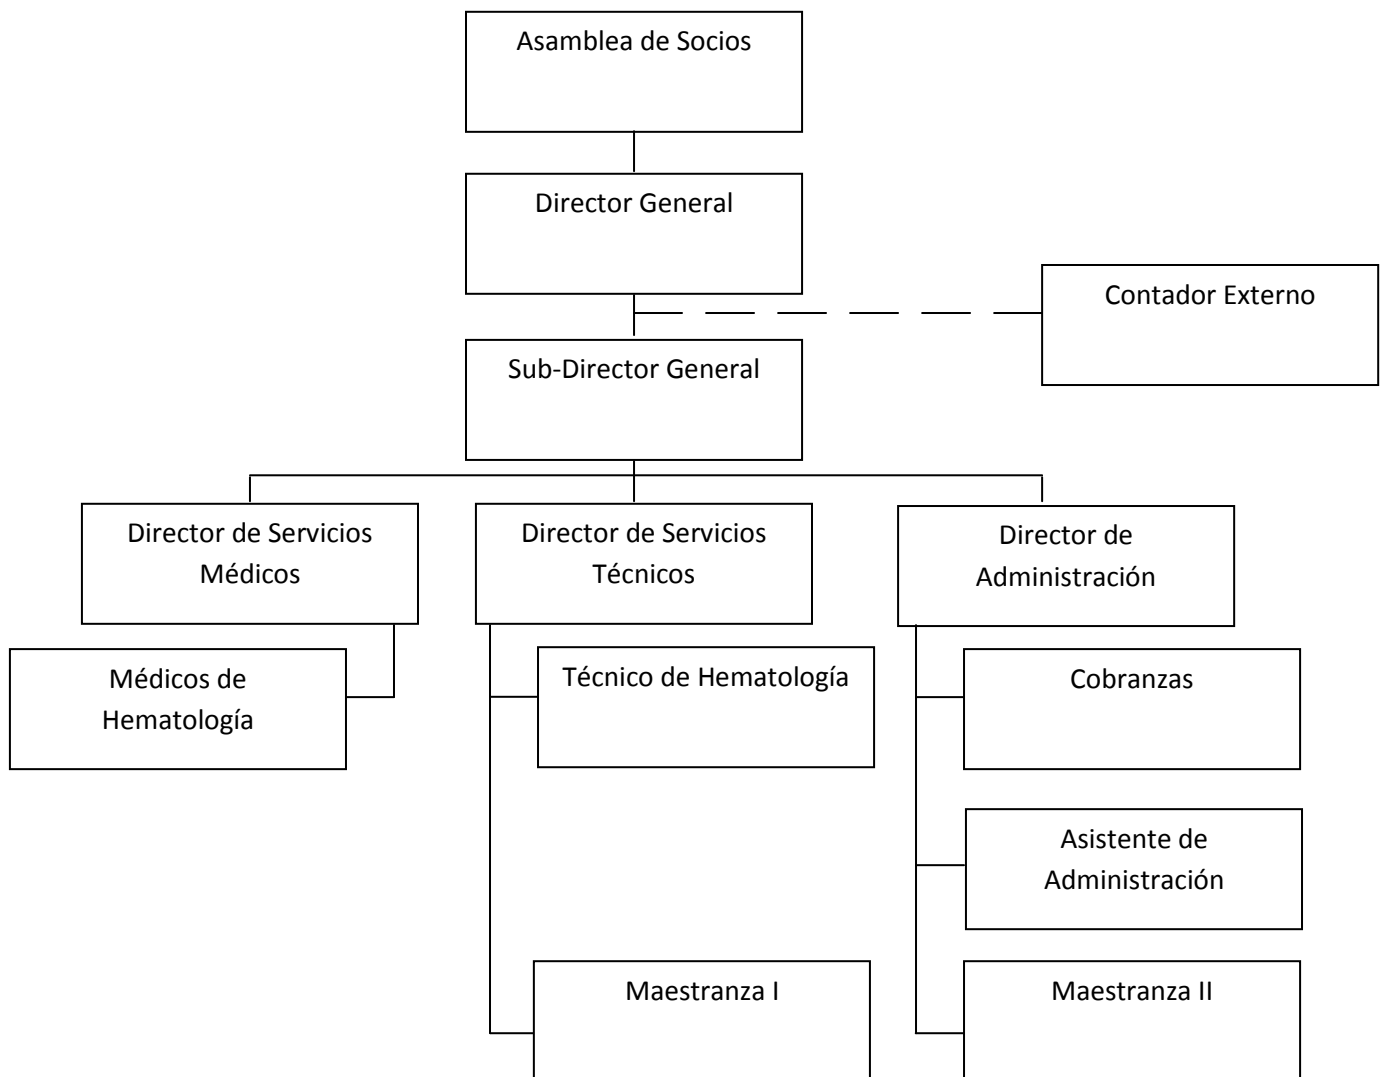 Asamblea de Socios
Director General
Contador Externo
Sub-Director General
Director de Servicios
Médicos
Director de Servicios
Técnicos
Director de
Administración
Médicos de
Hematología
Técnico de Hematología
Cobranzas
Asistente de
Administración
Maestranza I
Maestranza II